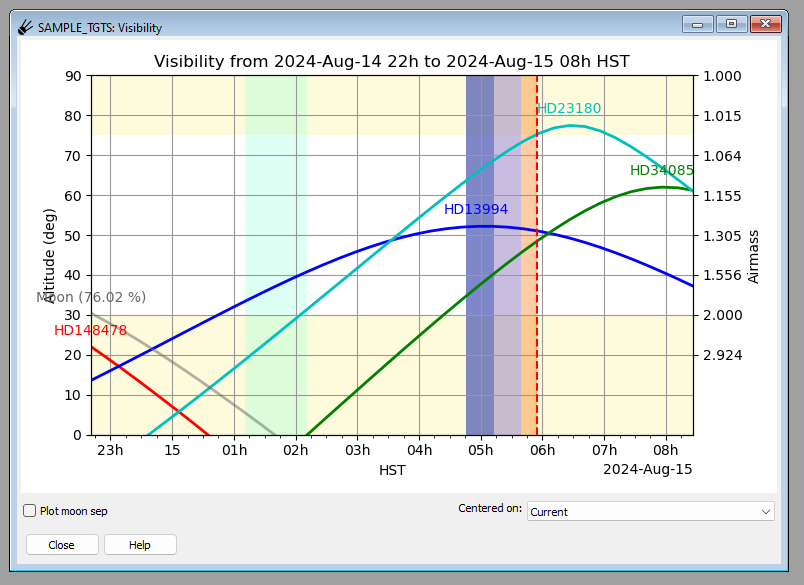 SAMPLE_TGTS: Visibility
Visibility from 2024-Aug-14 22h to 2024-Aug-15 08h HST
90
80
70
60
50
40
30
20
10
0
Altitude (deg)
1.000
1.015
1.064
1.155
1.305
1.556
2.000
2.924
Airmass
HD23180
HD34085
HD13994
Moon (76.02 %)
HD148478
23h 15 01h 02h 03h 04h 05h 06h 07h 08h
HST
2024-Aug-15
Plot moon sep
Centered on: Current
Close Help